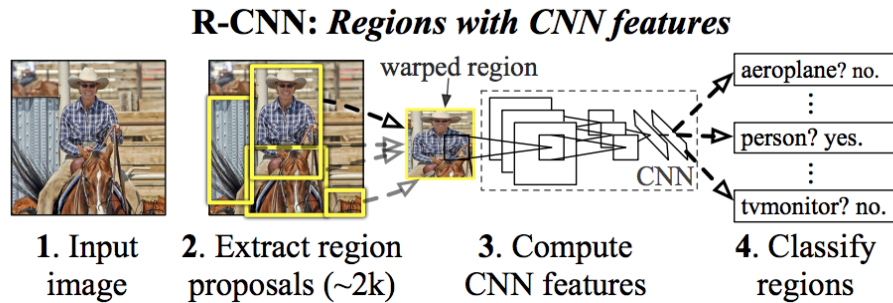 R-CNN: Regions with CNN features
warped region
aeroplane? no.
person? yes.
CNN
tvmonitor? no.
1. Input
image
2. Extract region
proposals (~2k)
3. Compute
CNN features
4. Classify
regions